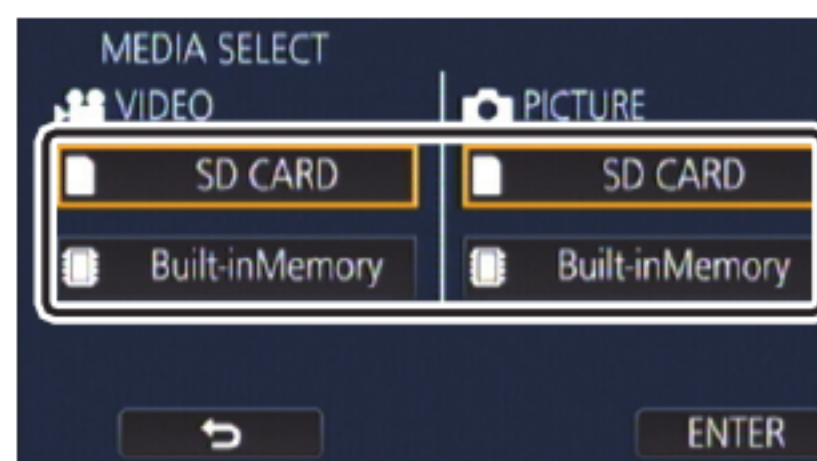 MEDIA SELECT
VIDEO
PICTURE
SD CARD
SD CARD
Built-inMemory
Built-inMemory
ENTER